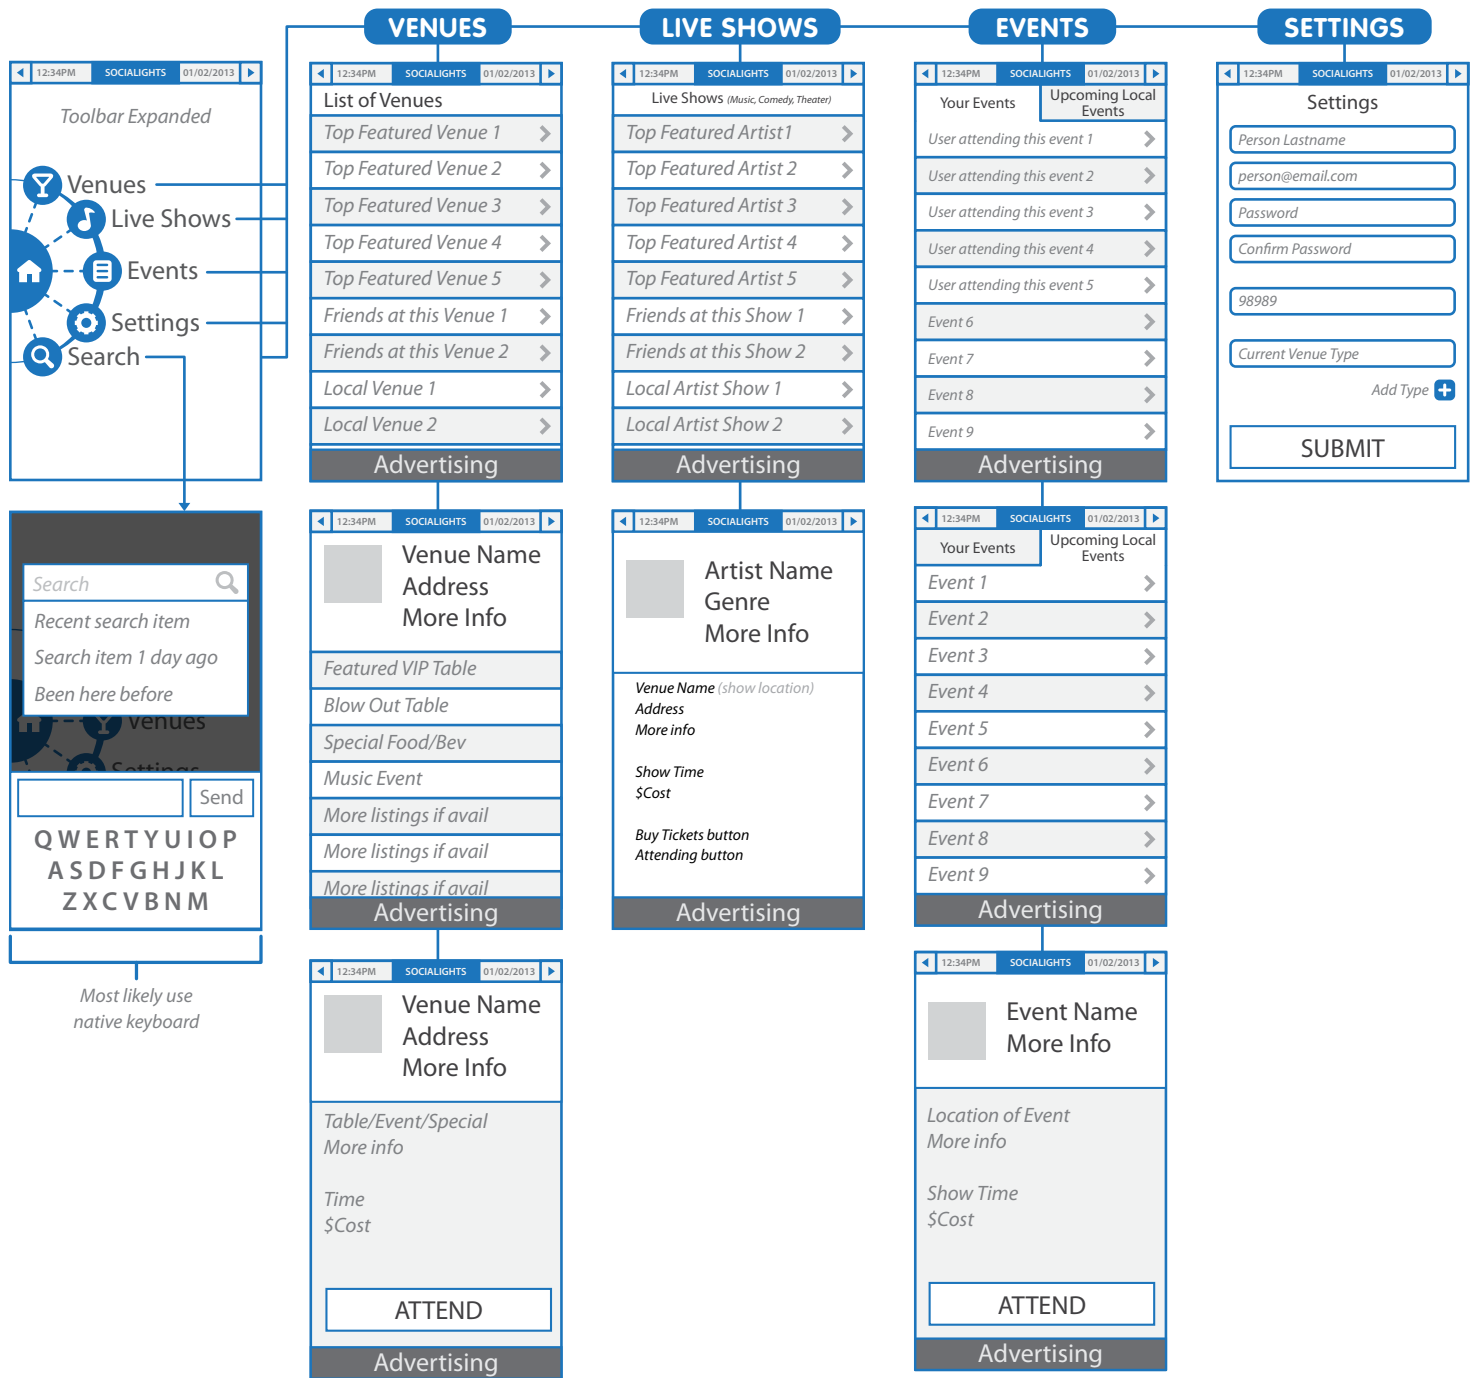 VENUES
LIVE SHOWS
EVENTS
SETTINGS
12:34PM SOCIALIGHTS 01/02/2013
Toolbar Expanded
Venues
Live Shows
Events
Settings
Search
Search
Recent search item
Search item 1 day ago
Been here before
Venues
Settings
Send
Q W E R T Y U I O P
A S D F G H J K L
Z X C V B N M
Most likely use
native keyboard
12:34PM SOCIALIGHTS 01/02/2013
List of Venues
Top Featured Venue 1
Top Featured Venue 2
Top Featured Venue 3
Top Featured Venue 4
Top Featured Venue 5
Friends at this Venue 1
Friends at this Venue 2
Local Venue 1
Local Venue 2
Advertising
12:34PM SOCIALIGHTS 01/02/2013
Venue Name
Address
More Info
Featured VIP Table
Blow Out Table
Special Food/Bev
Music Event
More listings if avail
More listings if avail
More listings if avail
Advertising
12:34PM SOCIALIGHTS 01/02/2013
Venue Name
Address
More Info
Table/Event/Special
More info
Time
$Cost
ATTEND
Advertising
12:34PM SOCIALIGHTS 01/02/2013
Live Shows (Music, Comedy, Theater)
Top Featured Artist1
Top Featured Artist 2
Top Featured Artist 3
Top Featured Artist 4
Top Featured Artist 5
Friends at this Show 1
Friends at this Show 2
Local Artist Show 1
Local Artist Show 2
Advertising
12:34PM SOCIALIGHTS 01/02/2013
Artist Name
Genre
More Info
Venue Name (show location)
Address
More info
Show Time
$Cost
Buy Tickets button
Attending button
Advertising
12:34PM SOCIALIGHTS 01/02/2013
Your Events
Upcoming Local
Events
User attending this event 1
User attending this event 2
User attending this event 3
User attending this event 4
User attending this event 5
Event 6
Event 7
Event 8
Event 9
Advertising
12:34PM SOCIALIGHTS 01/02/2013
Your Events
Upcoming Local
Events
Event 1
Event 2
Event 3
Event 4
Event 5
Event 6
Event 7
Event 8
Event 9
Advertising
12:34PM SOCIALIGHTS 01/02/2013
Event Name
More Info
Location of Event
More info
Show Time
$Cost
ATTEND
Advertising
12:34PM SOCIALIGHTS 01/02/2013
Settings
Person Lastname
person@email.com
Password
Confirm Password
98989
Current Venue Type
Add Type
SUBMIT